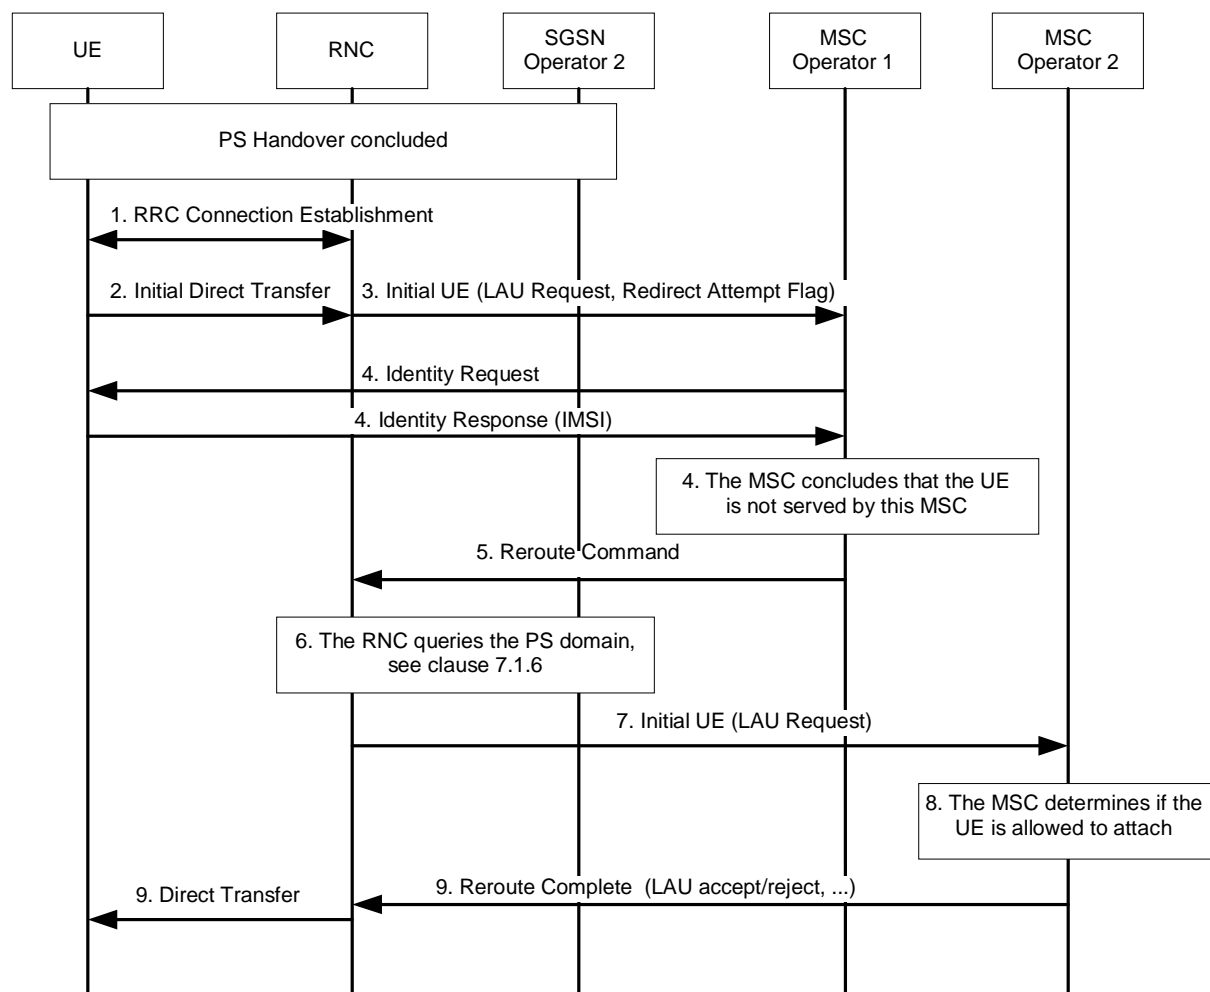 UE
RNC
SGSN
Operator 2
MSC
Operator 1
MSC
Operator 2
PS Handover concluded
1. RRC Connection Establishment
2. Initial Direct Transfer
3. Initial UE (LAU Request, Redirect Attempt Flag)
4. Identity Request
4. Identity Response (IMSI)
4. The MSC concludes that the UE
is not served by this MSC
5. Reroute Command
6. The RNC queries the PS domain,
see clause 7.1.6
7. Initial UE (LAU Request)
8. The MSC determines if the
UE is allowed to attach
9. Reroute Complete (LAU accept/reject, ...)
9. Direct Transfer